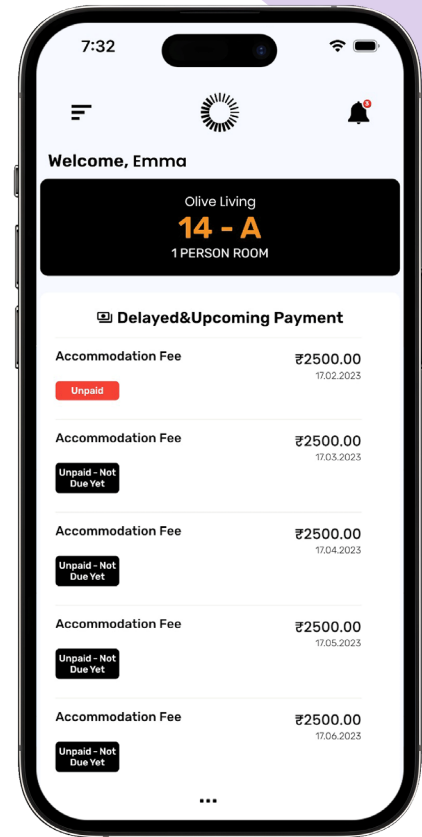 7:32
3
Welcome, Emma
Olive Living
14 - A
1 PERSON ROOM
Delayed&Upcoming Payment
Accommodation Fee
₹2500.00
17.02.2023
Unpaid
Accommodation Fee
₹2500.00
17.03.2023
Unpaid - Not
Due Yet
Accommodation Fee
₹2500.00
17.04.2023
Unpaid - Not
Due Yet
Accommodation Fee
₹2500.00
17.05.2023
Unpaid - Not
Due Yet
Accommodation Fee
₹2500.00
17.06.2023
Unpaid - Not
Due Yet
...